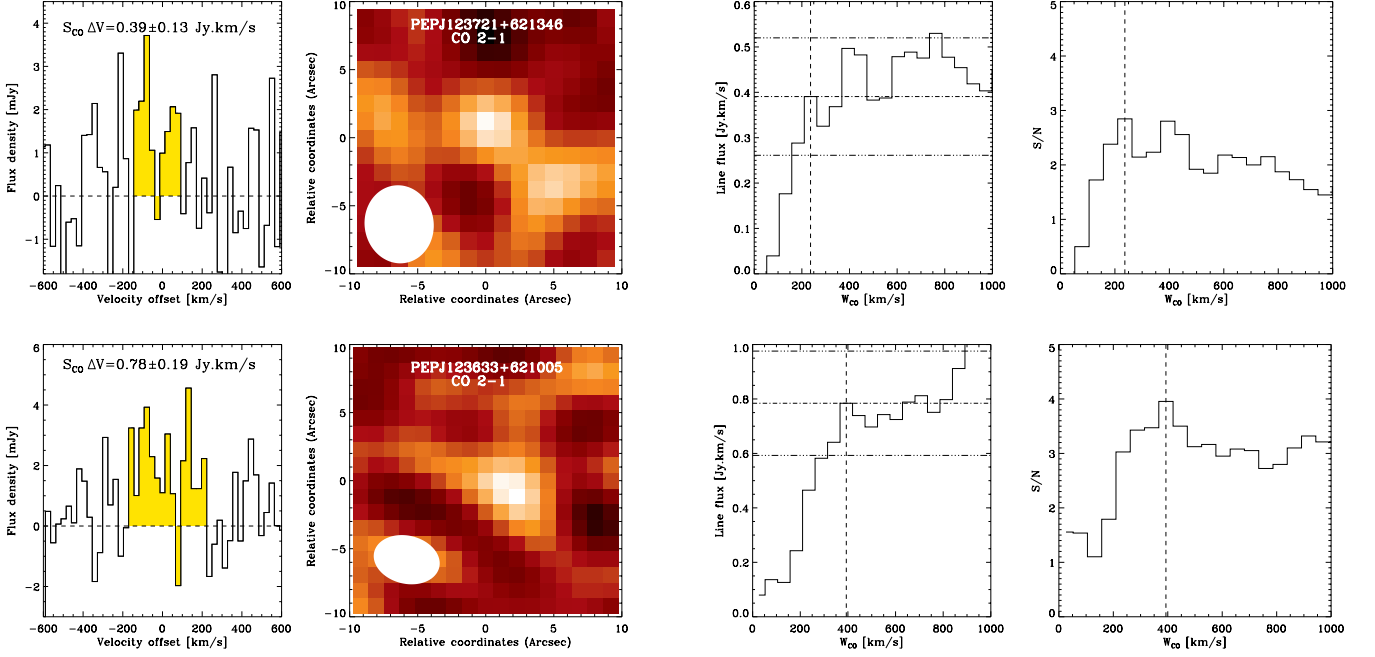 S_CO ΔV=0.39±0.13 Jy.km/s
Flux density [mJy]
4
3
2
1
0
−1
−600 −400 −200 0 200 400 600
Velocity offset [km/s]
PEPJ123721+621346
CO 2−1
Relative coordinates (Arcsec)
10
5
0
−5
−10
−10 −5 0 5 10
Relative coordinates (Arcsec)
Line flux [Jy.km/s]
0.6
0.5
0.4
0.3
0.2
0.1
0.0
0 200 400 600 800 1000
W_CO [km/s]
S/N
5
4
3
2
1
0
0 200 400 600 800 1000
W_CO [km/s]
S_CO ΔV=0.78±0.19 Jy.km/s
Flux density [mJy]
6
4
2
0
−2
−600 −400 −200 0 200 400 600
Velocity offset [km/s]
PEPJ123633+621005
CO 2−1
Relative coordinates (Arcsec)
10
5
0
−5
−10
−10 −5 0 5 10
Relative coordinates (Arcsec)
Line flux [Jy.km/s]
1.0
0.8
0.6
0.4
0.2
0.0
0 200 400 600 800 1000
W_CO [km/s]
S/N
5
4
3
2
1
0
0 200 400 600 800 1000
W_CO [km/s]